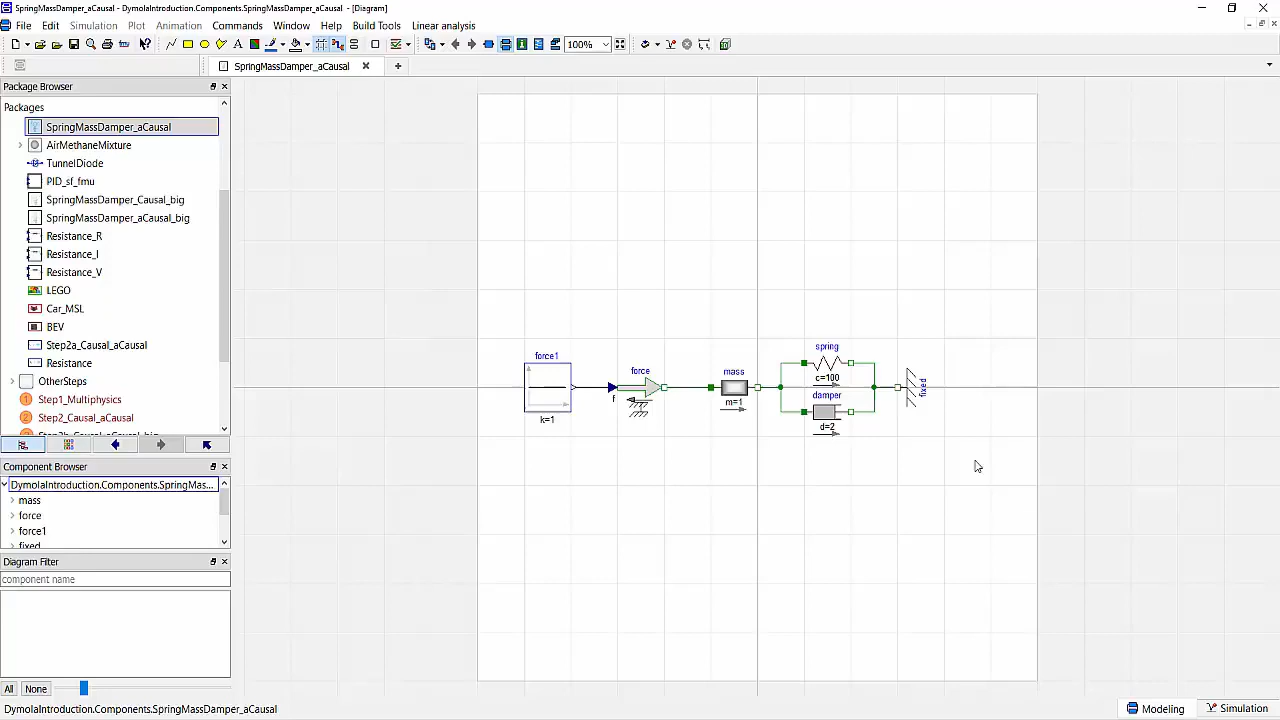 SpringMassDamper_aCausal - DymolaIntroduction.Components.SpringMassDamper_aCausal - [Diagram]
File Edit Simulation Plot Animation Commands Window Help Build Tools Linear analysis
A 100%
SpringMassDamper_aCausal
Package Browser
Packages
SpringMassDamper_aCausal
AirMethaneMixture
TunnelDiode
PID_sf_fmu
SpringMassDamper_Causal_big
SpringMassDamper_aCausal_big
Resistance_R
Resistance_I
Resistance_V
LEGO
Car_MSL
BEV
Step2a_Causal_aCausal
Resistance
OtherSteps
1 Step1_Multiphysics
2 Step2_Causal_aCausal
Component Browser
DymolaIntroduction.Components.SpringMas...
mass
force
force1
fixed
Diagram Filter
component name
All None
force1
k=1
force
f
mass
m=1
spring
c=100
damper
d=2
fixed
DymolaIntroduction.Components.SpringMassDamper_aCausal
Modeling Simulation